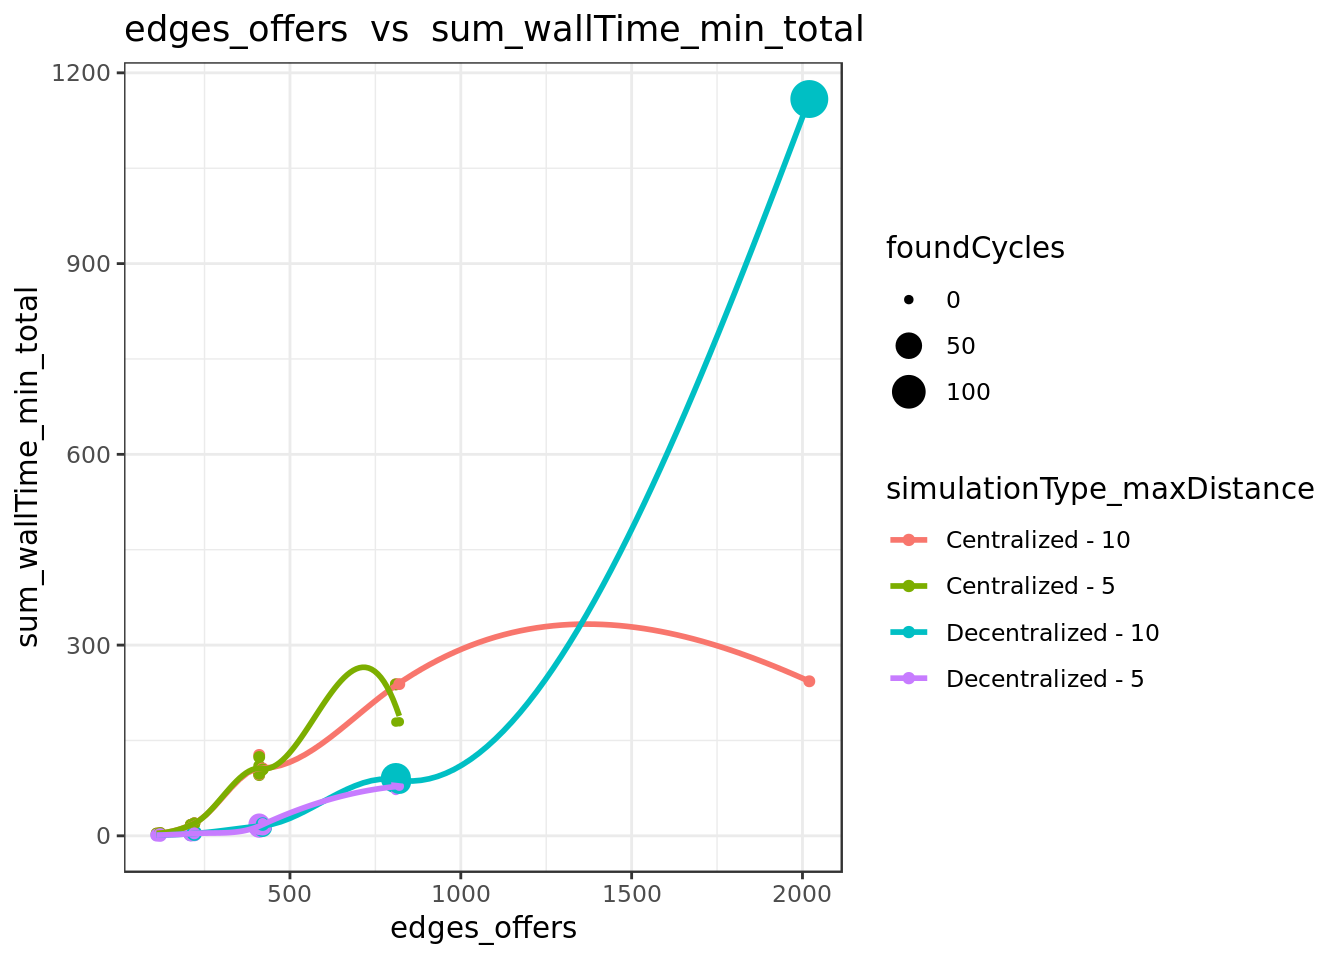 edges_offers  vs  sum_wallTime_min_total
1200
900
600
300
0
sum_wallTime_min_total
500
1000
1500
2000
edges_offers
foundCycles
0
50
100
simulationType_maxDistance
Centralized - 10
Centralized - 5
Decentralized - 10
Decentralized - 5